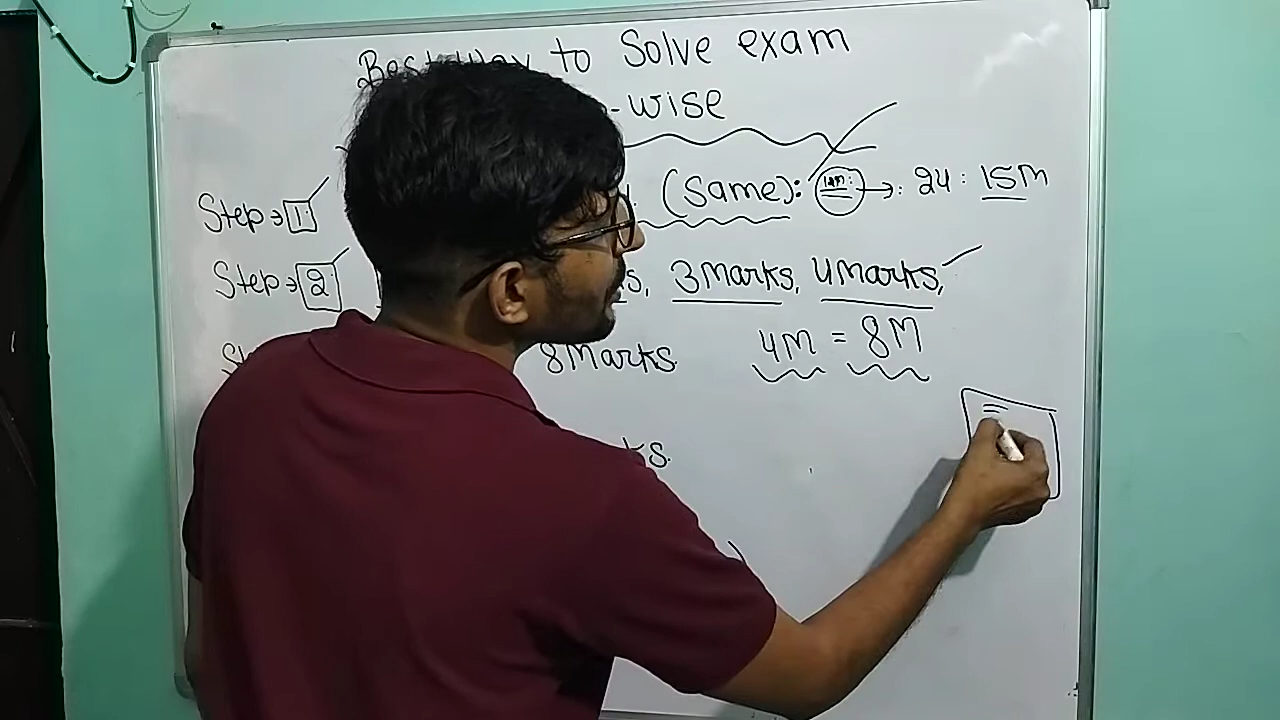 Best Way to Solve exam
-wise
Step→ 1. (Same): 1am: →: 24: 15M
Step→ 2 s, 3Marks, 4Marks,
8Marks 4M = 8M
ks.